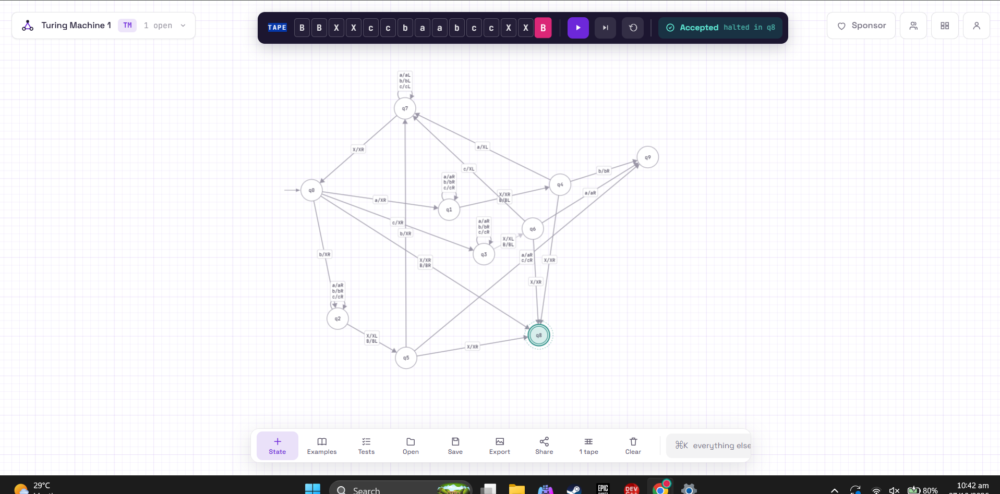 Turing Machine 1 TM 1 open
TAPE B B X X c c b a a b c c X X B
Accepted halted in q8
Sponsor
a/aL
b/bL
c/cL
q7
X/XR
a/XL
q9
c/XL
b/bR
a/aR
b/bR
c/cR
q4
q0
X/XR
B/BL
a/aR
a/XR
q1
c/XR
a/aR
b/bR
c/cR
q6
b/XR
X/XL
B/BL
b/XR
q3
a/aR
c/cR
X/XR
X/XR
B/BR
X/XR
a/aR
b/bR
c/cR
q2
X/XL
B/BL
q8
X/XR
q5
State
Examples
Tests
Open
Save
Export
Share
1 tape
Clear
⌘K everything else
29°C
Search
EPIC
GAMES
DEV
C++
80%
10:42 am